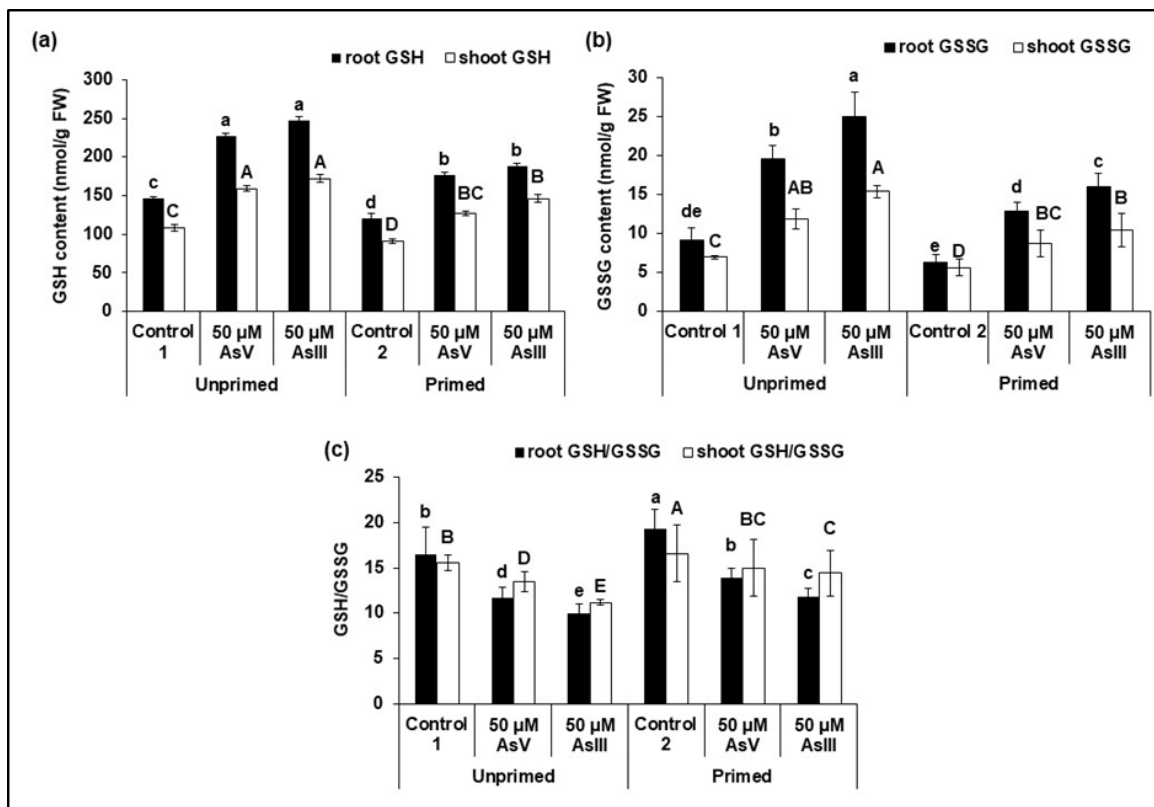 (a)
■ root GSH □ shoot GSH
GSH content (nmol/g FW)
300
250
200
150
100
50
0
c C a A a A d D b BC b B
Control 1 50 µM AsV 50 µM AsIII Control 2 50 µM AsV 50 µM AsIII
Unprimed Primed
(b)
■ root GSSG □ shoot GSSG
GSSG content (nmol/g FW)
30
25
20
15
10
5
0
de C b AB a A e D d BC c B
Control 1 50 µM AsV 50 µM AsIII Control 2 50 µM AsV 50 µM AsIII
Unprimed Primed
(c)
■ root GSH/GSSG □ shoot GSH/GSSG
GSH/GSSG
25
20
15
10
5
0
b B d D e E a A b BC c C
Control 1 50 µM AsV 50 µM AsIII Control 2 50 µM AsV 50 µM AsIII
Unprimed Primed